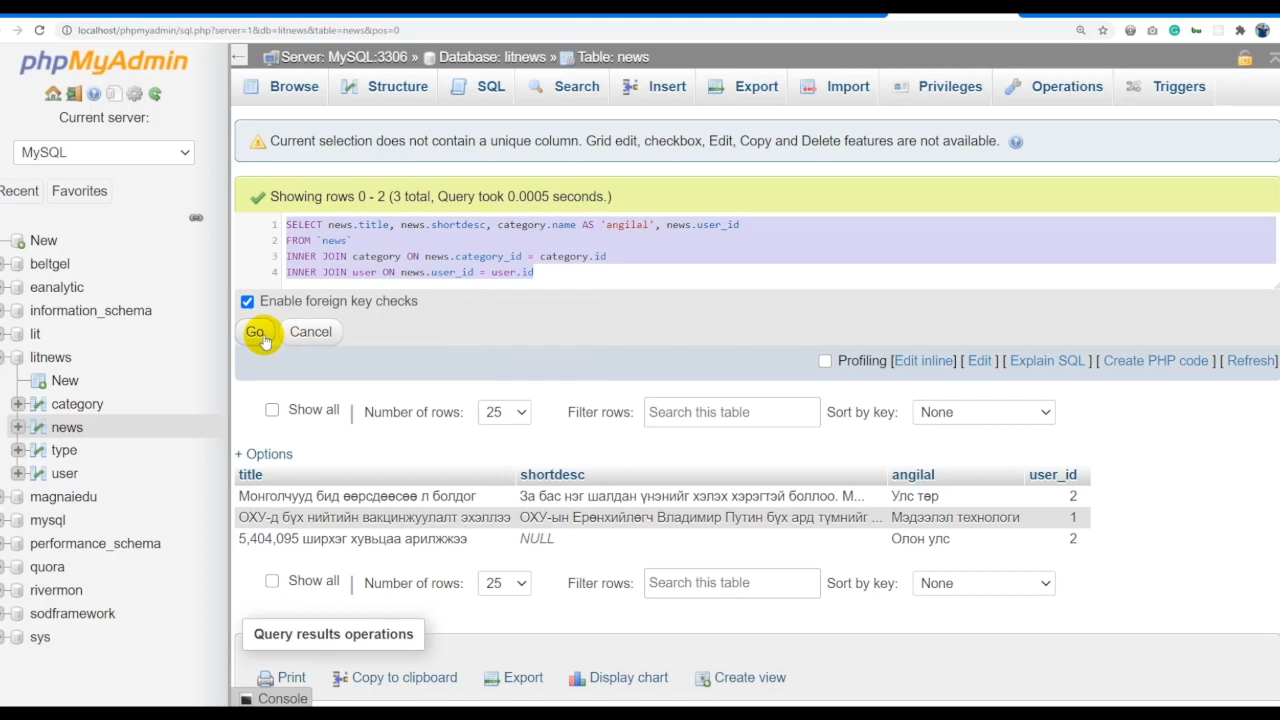 localhost/phpmyadmin/sql.php?server=1&db=litnews&table=news&pos=0
phpMyAdmin
Current server:
MySQL
Recent Favorites
New
beltgel
eanalytic
information_schema
lit
litnews
New
category
news
type
user
magnaiedu
mysql
performance_schema
quora
rivermon
sodframework
sys
Server: MySQL:3306 » Database: litnews » Table: news
Browse Structure SQL Search Insert Export Import Privileges Operations Triggers
Current selection does not contain a unique column. Grid edit, checkbox, Edit, Copy and Delete features are not available.
Showing rows 0 - 2 (3 total, Query took 0.0005 seconds.)
1 SELECT news.title, news.shortdesc, category.name AS 'angilal', news.user_id
2 FROM `news`
3 INNER JOIN category ON news.category_id = category.id
4 INNER JOIN user ON news.user_id = user.id
Enable foreign key checks
Go Cancel
Profiling [Edit inline] [ Edit ] [ Explain SQL ] [ Create PHP code ] [ Refresh]
Show all Number of rows: 25 Filter rows: Search this table Sort by key: None
+ Options
title shortdesc angilal user_id
Монголчууд бид өөрсдөөсөө л болдог За бас нэг шалдан үнэнийг хэлэх хэрэгтэй боллоо. М... Улс төр 2
ОХУ-д бүх нийтийн вакцинжуулалт эхэллээ ОХУ-ын Ерөнхийлөгч Владимир Путин бүх ард түмнийг ... Мэдээлэл технологи 1
5,404,095 ширхэг хувьцаа арилжжээ NULL Олон улс 2
Show all Number of rows: 25 Filter rows: Search this table Sort by key: None
Query results operations
Print Copy to clipboard Export Display chart Create view
Console